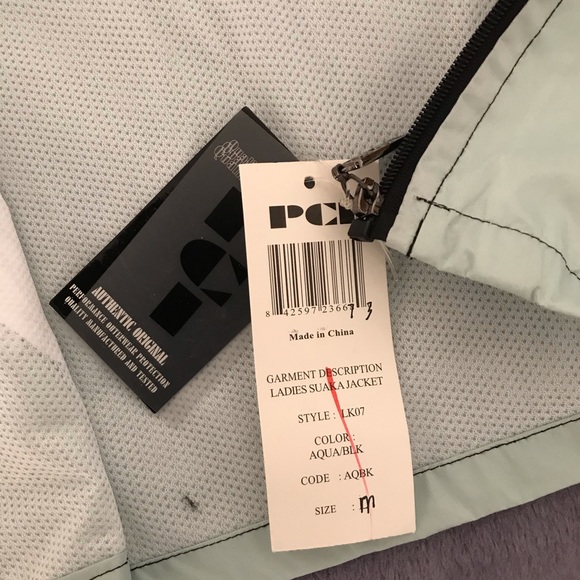 AUTHENTIC ORIGINAL
PERFORMANCE OUTERWEAR PROTECTION
QUALITY MANUFACTURED AND TESTED
8 42597 23667 3
Made in China
GARMENT DESCRIPTION
LADIES SUAKA JACKET
STYLE : LK07
COLOR :
AQUA/BLK
CODE : AQBK
SIZE : m